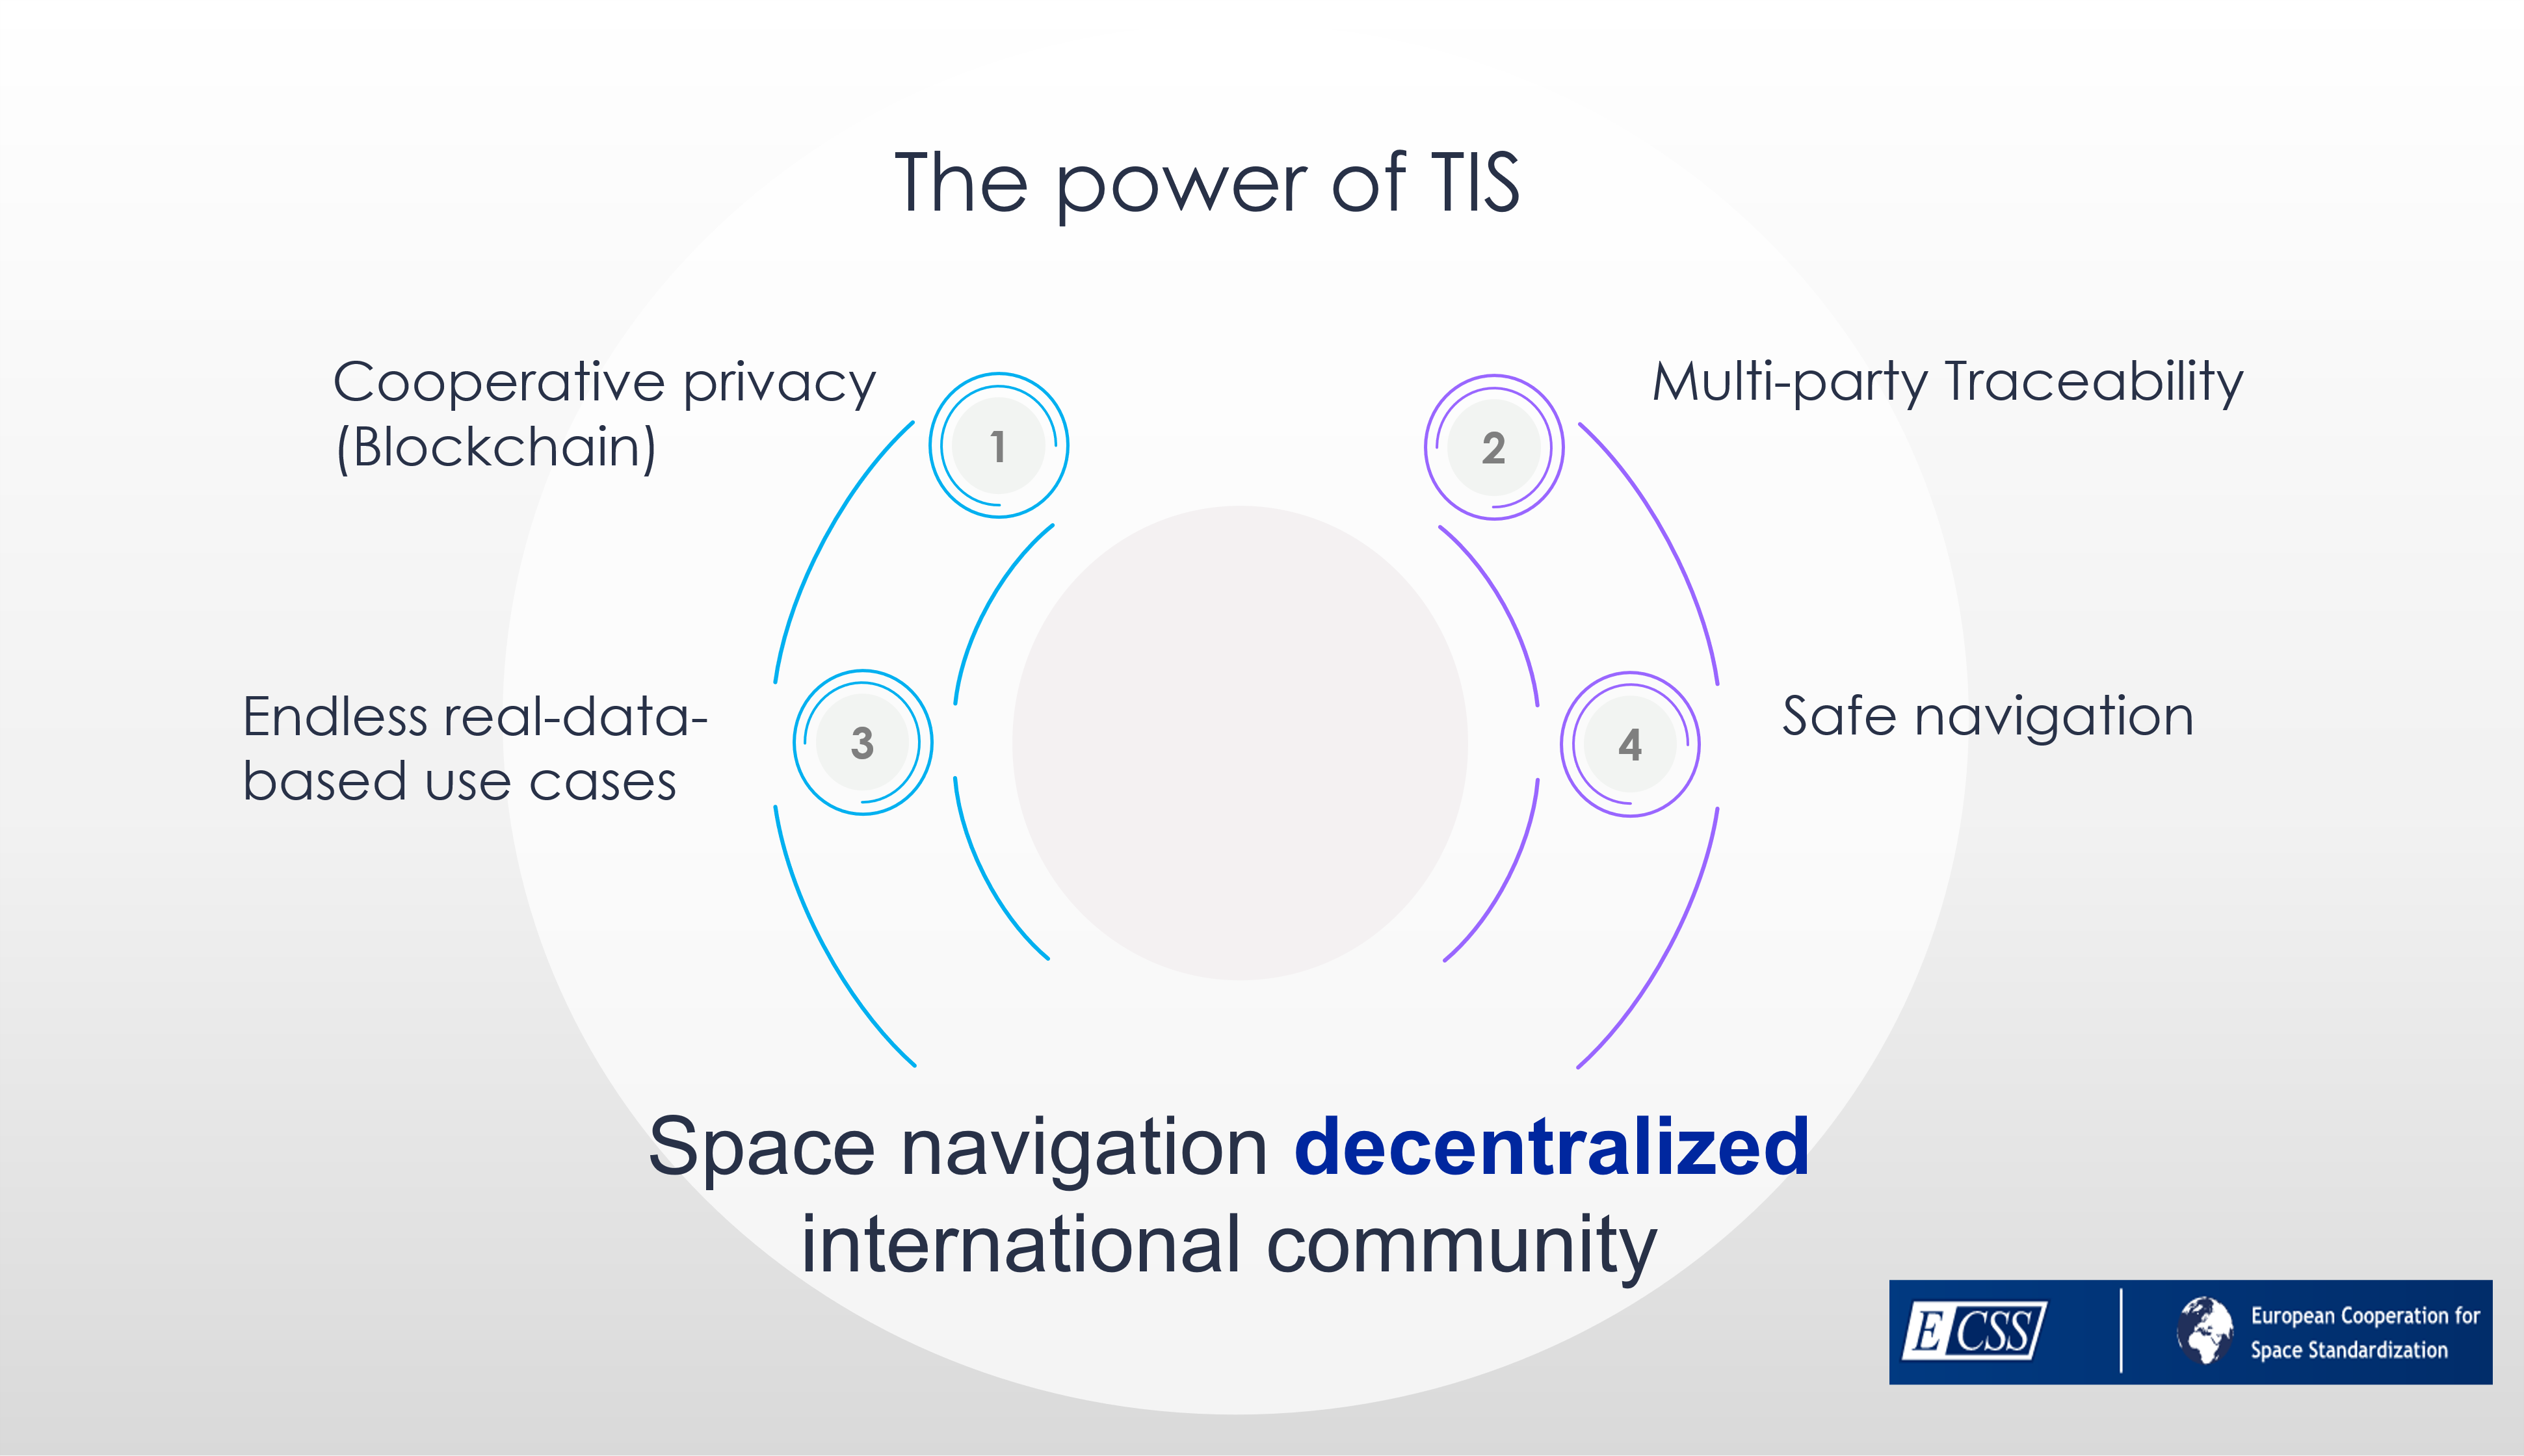 The power of TIS
Cooperative privacy
(Blockchain)
1
2
Multi-party Traceability
Endless real-data-
based use cases
3
4
Safe navigation
Space navigation decentralized
international community
ECSS
European Cooperation for
Space Standardization